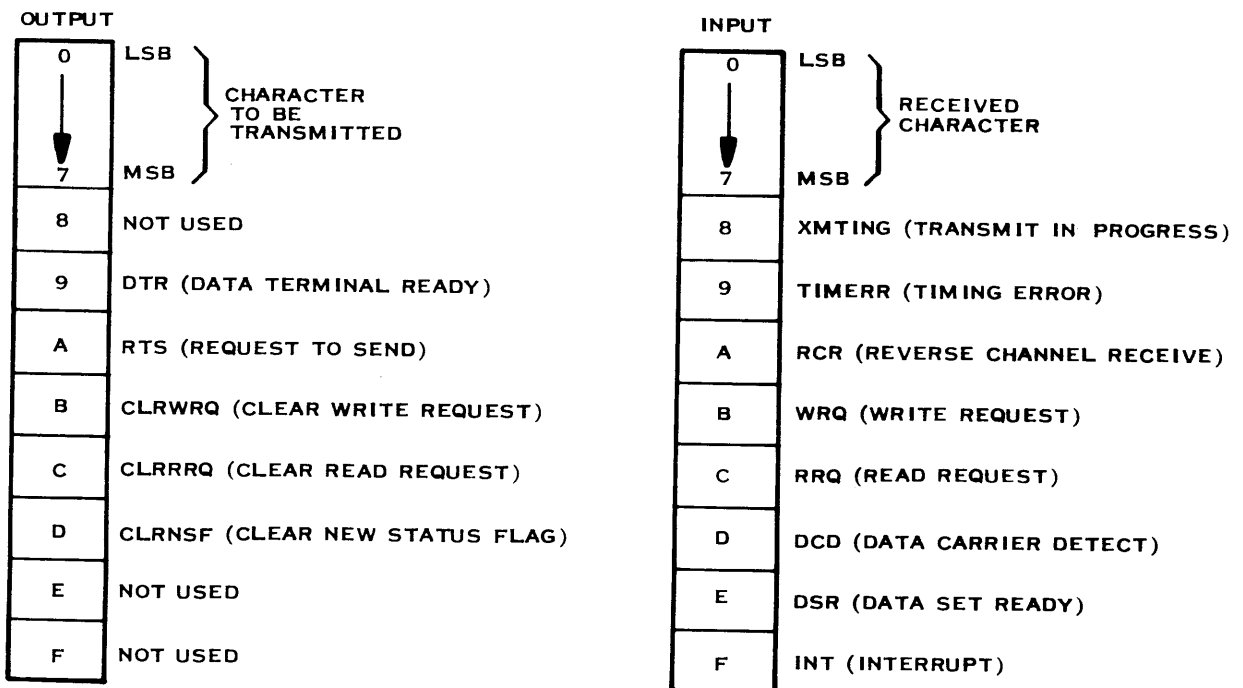 OUTPUT
0 LSB
CHARACTER
TO BE
TRANSMITTED
7 MSB
8 NOT USED
9 DTR (DATA TERMINAL READY)
A RTS (REQUEST TO SEND)
B CLRWRQ (CLEAR WRITE REQUEST)
C CLRRRQ (CLEAR READ REQUEST)
D CLRNSF (CLEAR NEW STATUS FLAG)
E NOT USED
F NOT USED
INPUT
0 LSB
RECEIVED
CHARACTER
7 MSB
8 XMTING (TRANSMIT IN PROGRESS)
9 TIMERR (TIMING ERROR)
A RCR (REVERSE CHANNEL RECEIVE)
B WRQ (WRITE REQUEST)
C RRQ (READ REQUEST)
D DCD (DATA CARRIER DETECT)
E DSR (DATA SET READY)
F INT (INTERRUPT)